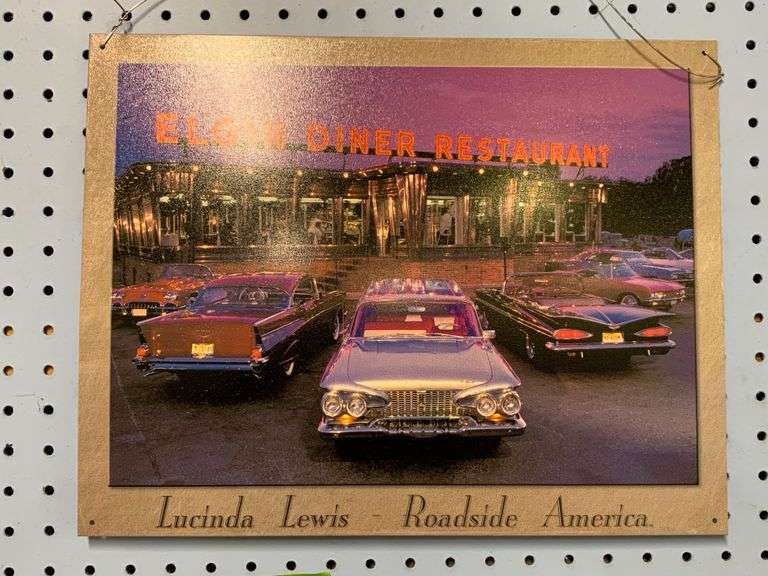 DINER RESTAURANT
Lucinda Lewis - Roadside America